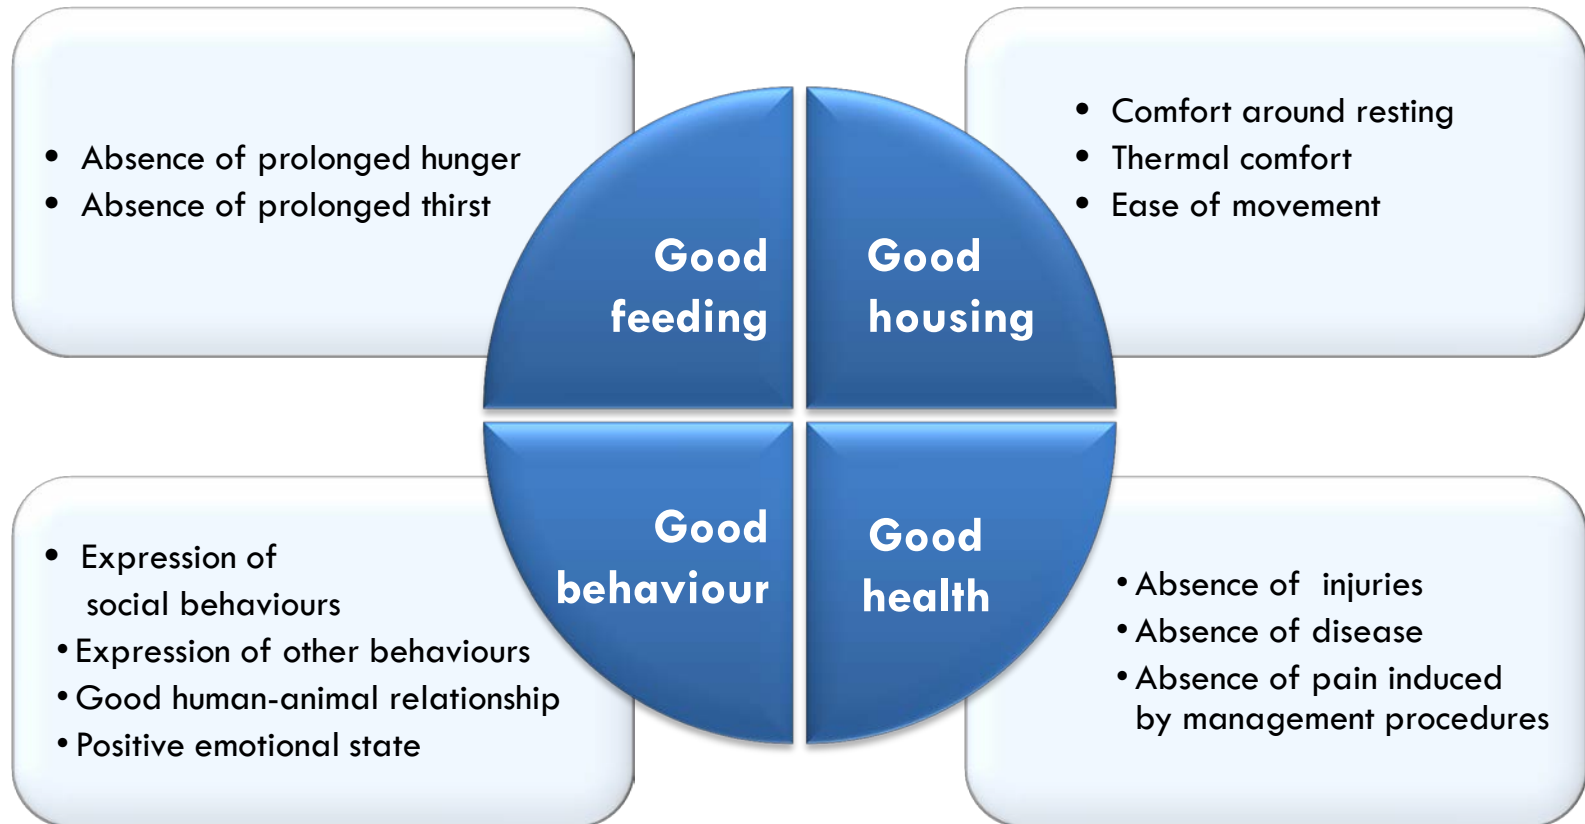 • Absence of prolonged hunger
• Absence of prolonged thirst
Good
feeding
• Comfort around resting
• Thermal comfort
• Ease of movement
Good
housing
• Expression of
social behaviours
• Expression of other behaviours
• Good human-animal relationship
• Positive emotional state
Good
behaviour
Good
health
• Absence of injuries
• Absence of disease
• Absence of pain induced
by management procedures